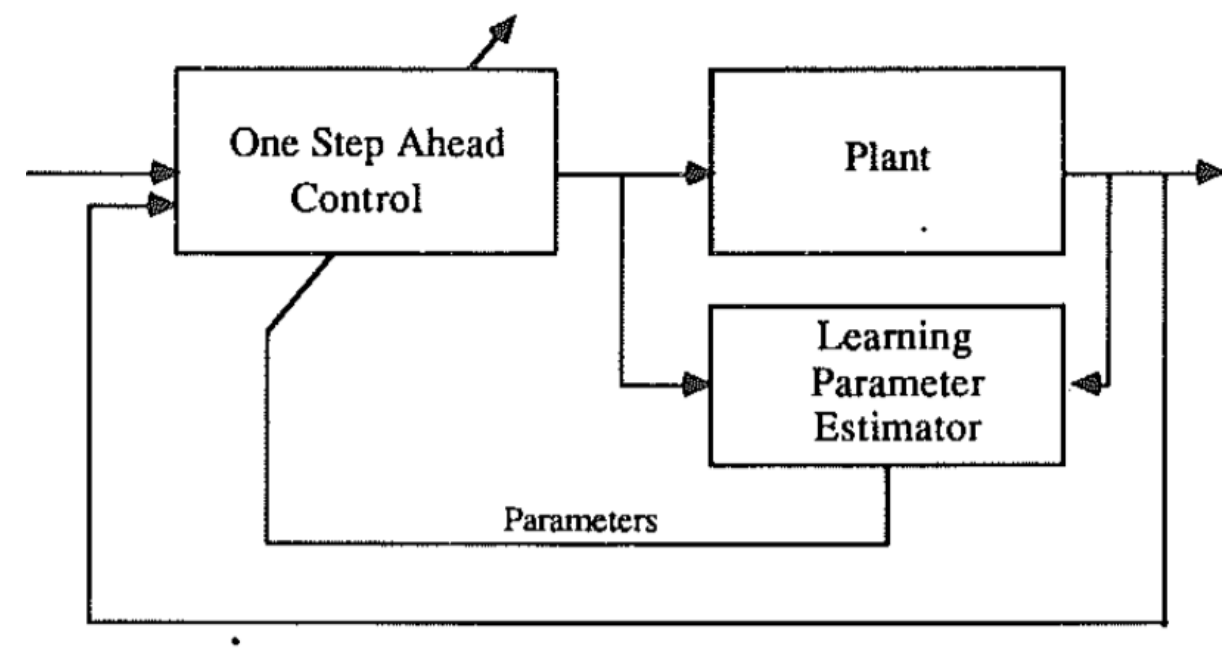 One Step Ahead
Control
Plant
Learning
Parameter
Estimator
Parameters